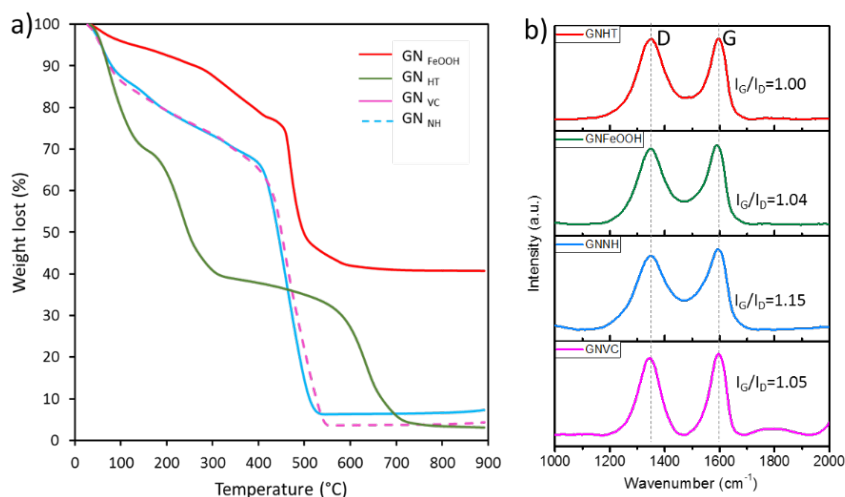 a)
Weight lost (%)
100
90
80
70
60
50
40
30
20
10
0
GN FeOOH
GN HT
GN VC
GN NH
0 100 200 300 400 500 600 700 800 900
Temperature (°C)
b)
Intensity (a.u.)
GNHT
D G
IG/ID=1.00
GNFeOOH
IG/ID=1.04
GNNH
IG/ID=1.15
GNVC
IG/ID=1.05
1000 1200 1400 1600 1800 2000
Wavenumber (cm-1)